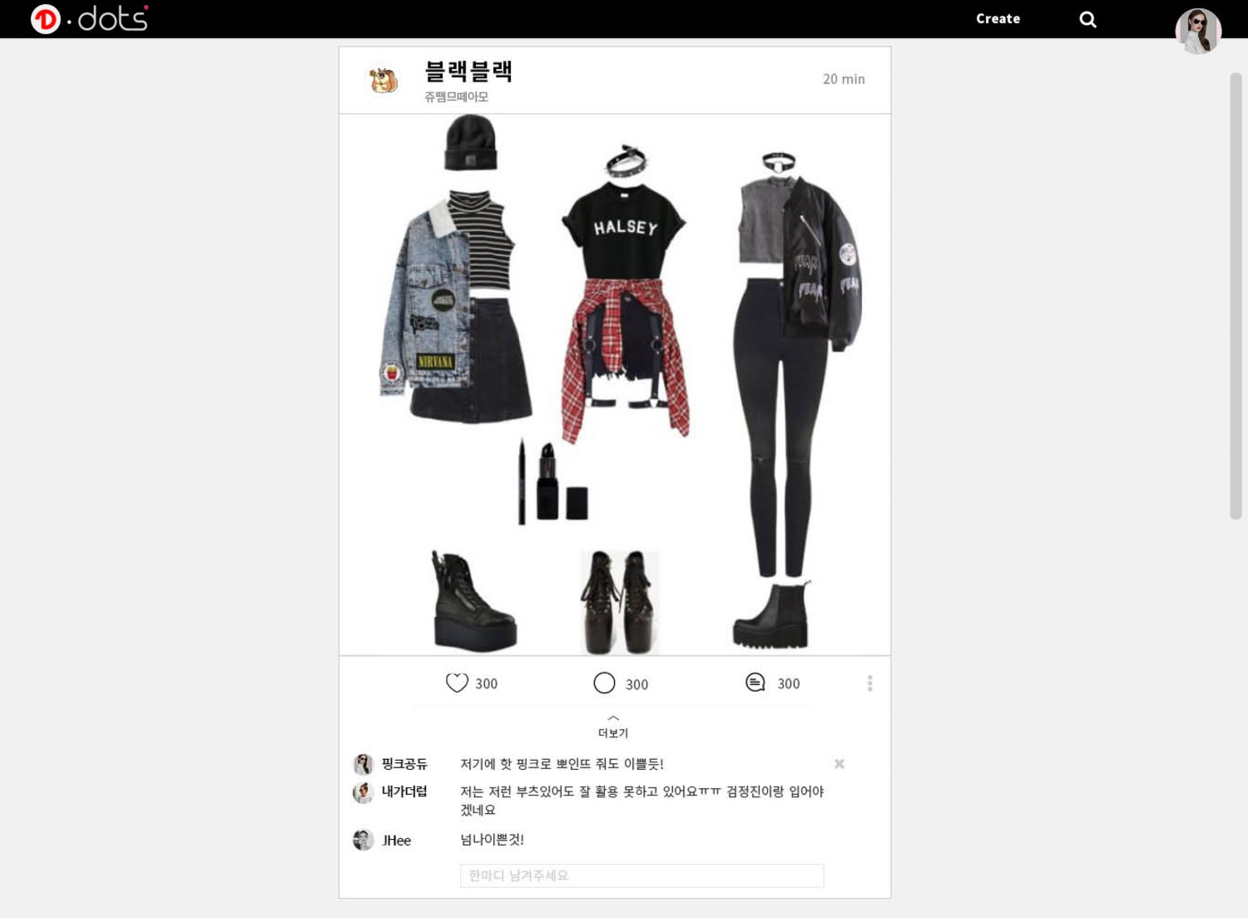 D·dots
Create
블랙블랙
쥬뗌므떼아모
20 min
HALSEY
NIRVANA
300
300
300
더보기
핑크공듀
저기에 핫 핑크로 뽀인뜨 줘도 이쁠듯!
내가더럽
저는 저런 부츠있어도 잘 활용 못하고 있어요ㅠㅠ 검정진이랑 입어야
겠네요
JHee
넘나이쁜것!
한마디 남겨주세요